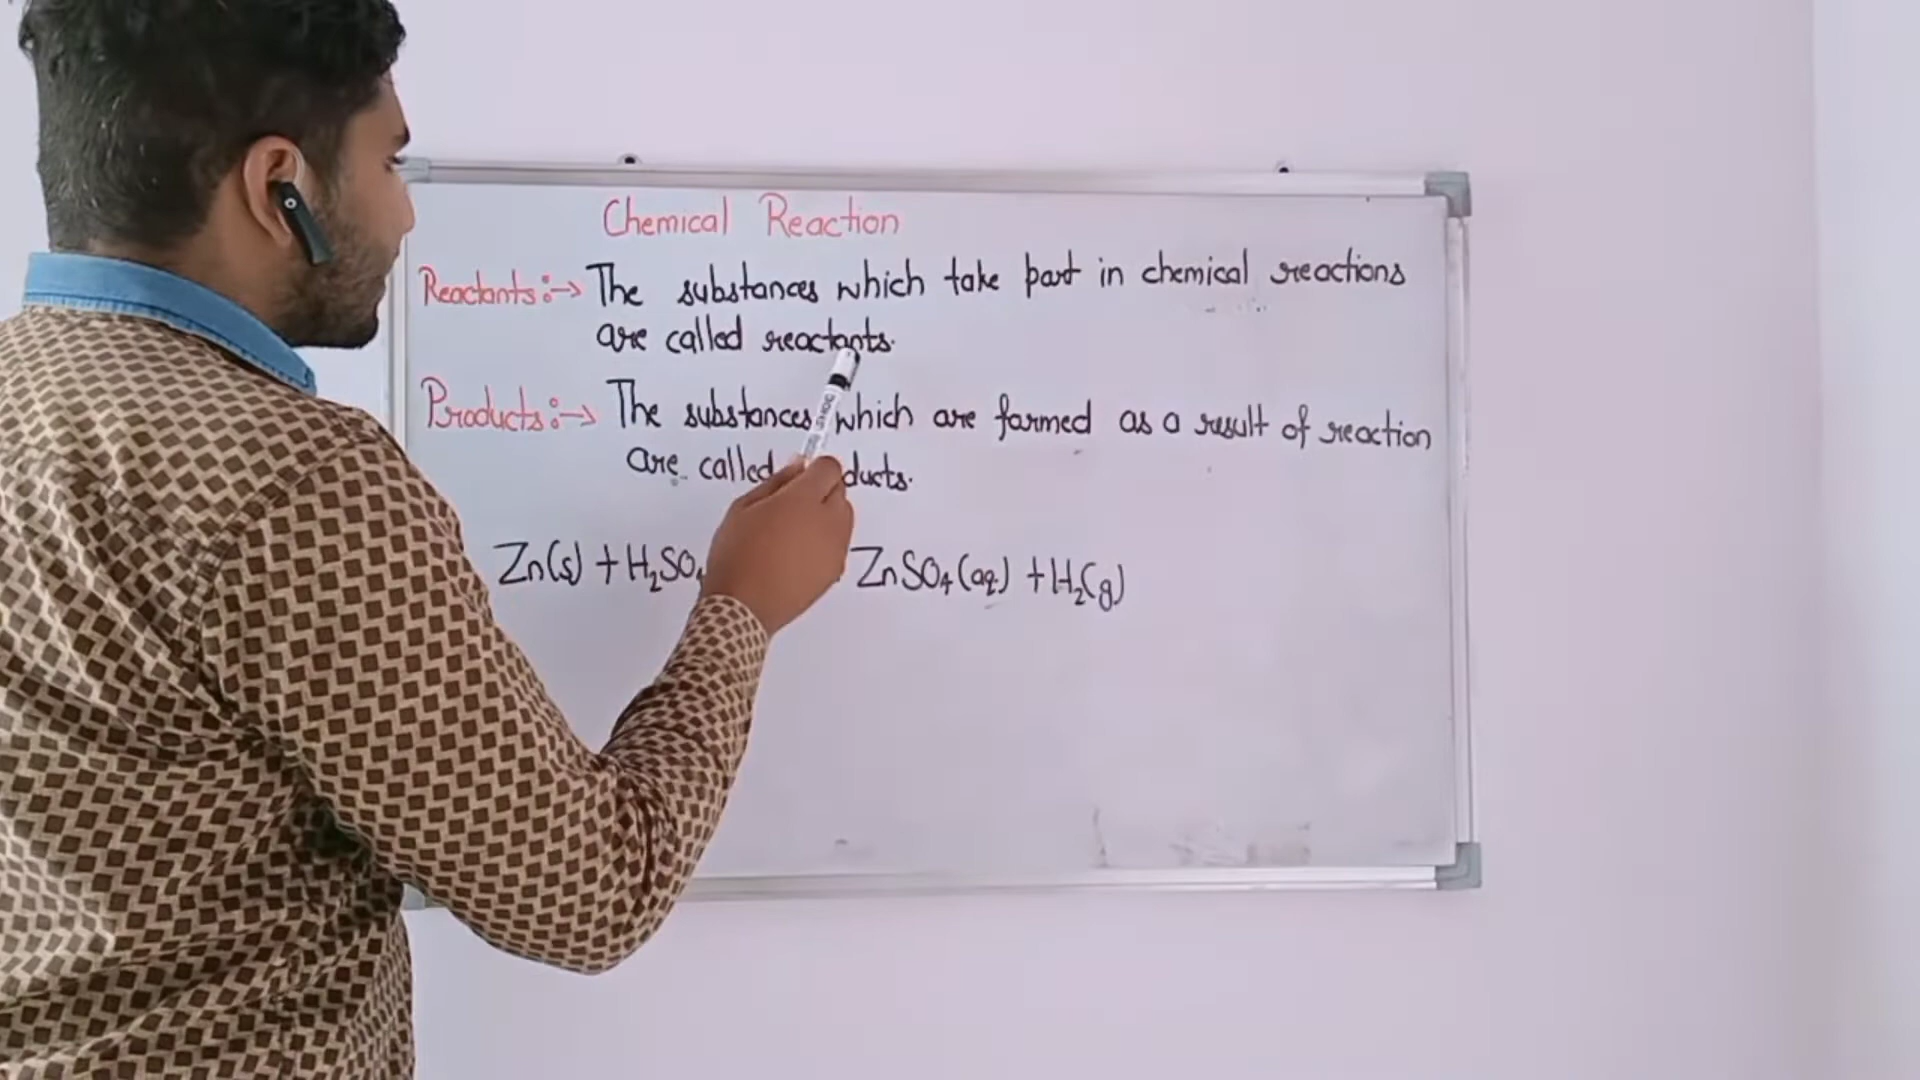 Chemical Reaction
Reactants:→ The substances which take part in chemical reactions
are called reactants.
Products:→ The substances which are formed as a result of reaction
are called ducts.
Zn(s) + H₂SO₄ ZnSO₄(aq) + H₂(g)